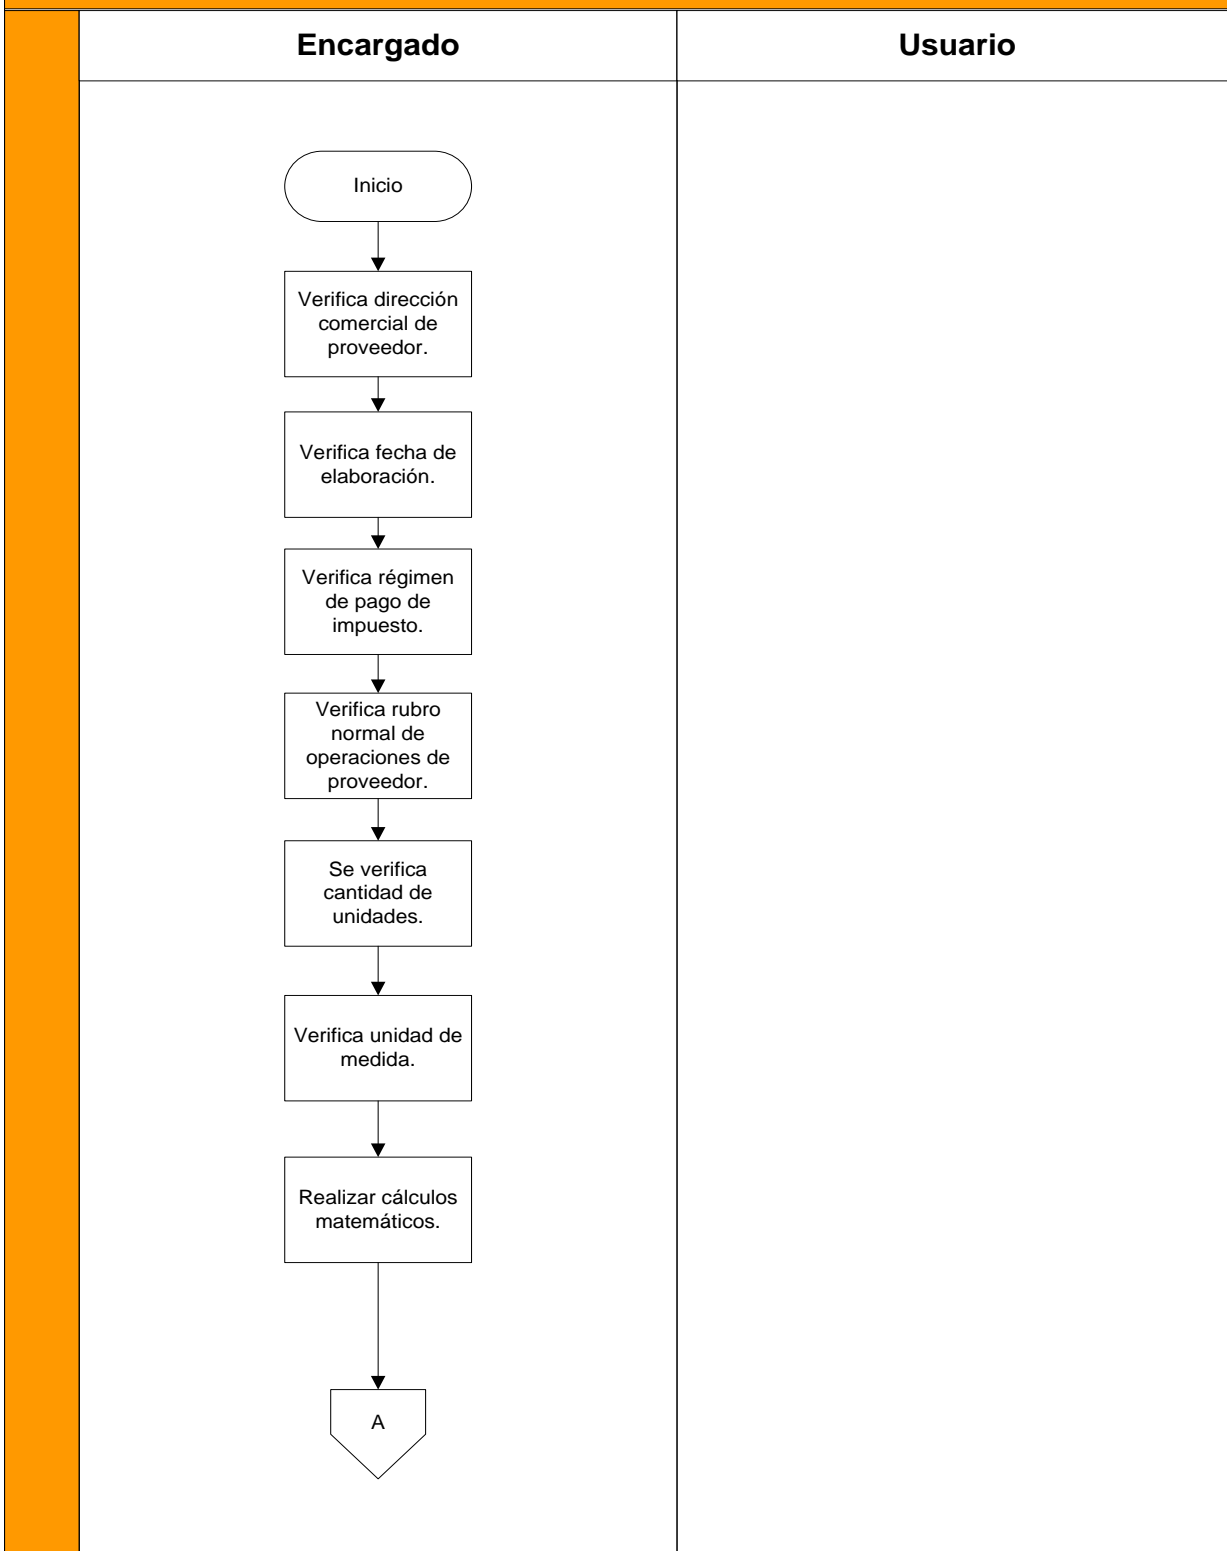 Encargado
Usuario
Inicio
Verifica dirección
comercial de
proveedor.
Verifica fecha de
elaboración.
Verifica régimen
de pago de
impuesto.
Verifica rubro
normal de
operaciones de
proveedor.
Se verifica
cantidad de
unidades.
Verifica unidad de
medida.
Realizar cálculos
matemáticos.
A